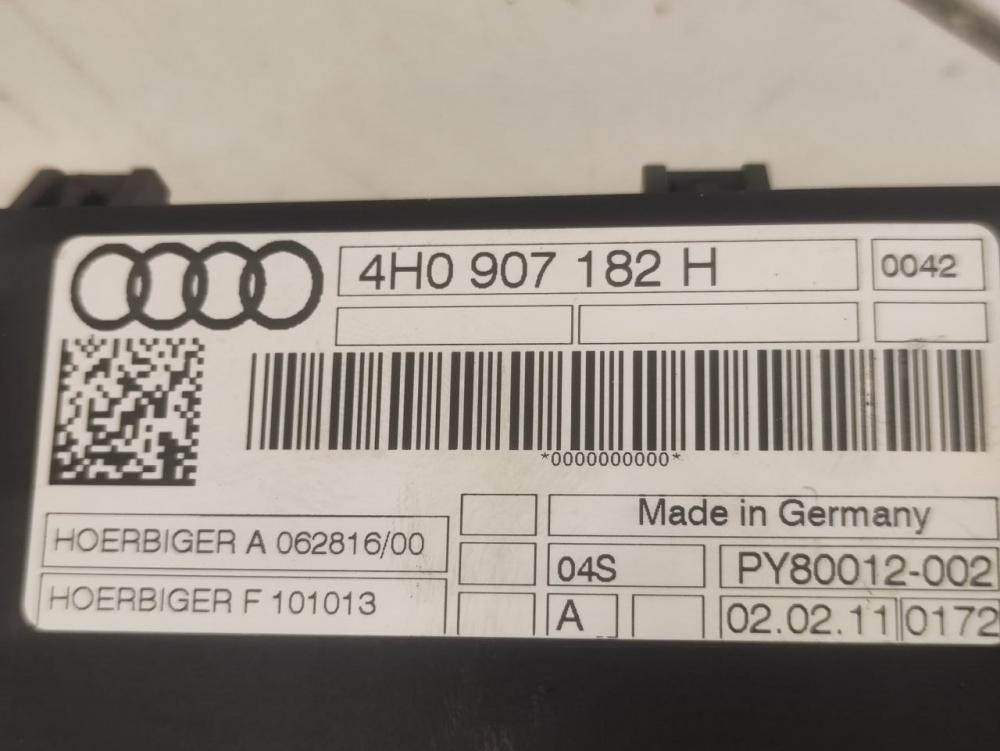 4H0 907 182 H 0042
*0000000000*
Made in Germany
HOERBIGER A 062816/00
04S PY80012-002
HOERBIGER F 101013
A 02.02.11 0172